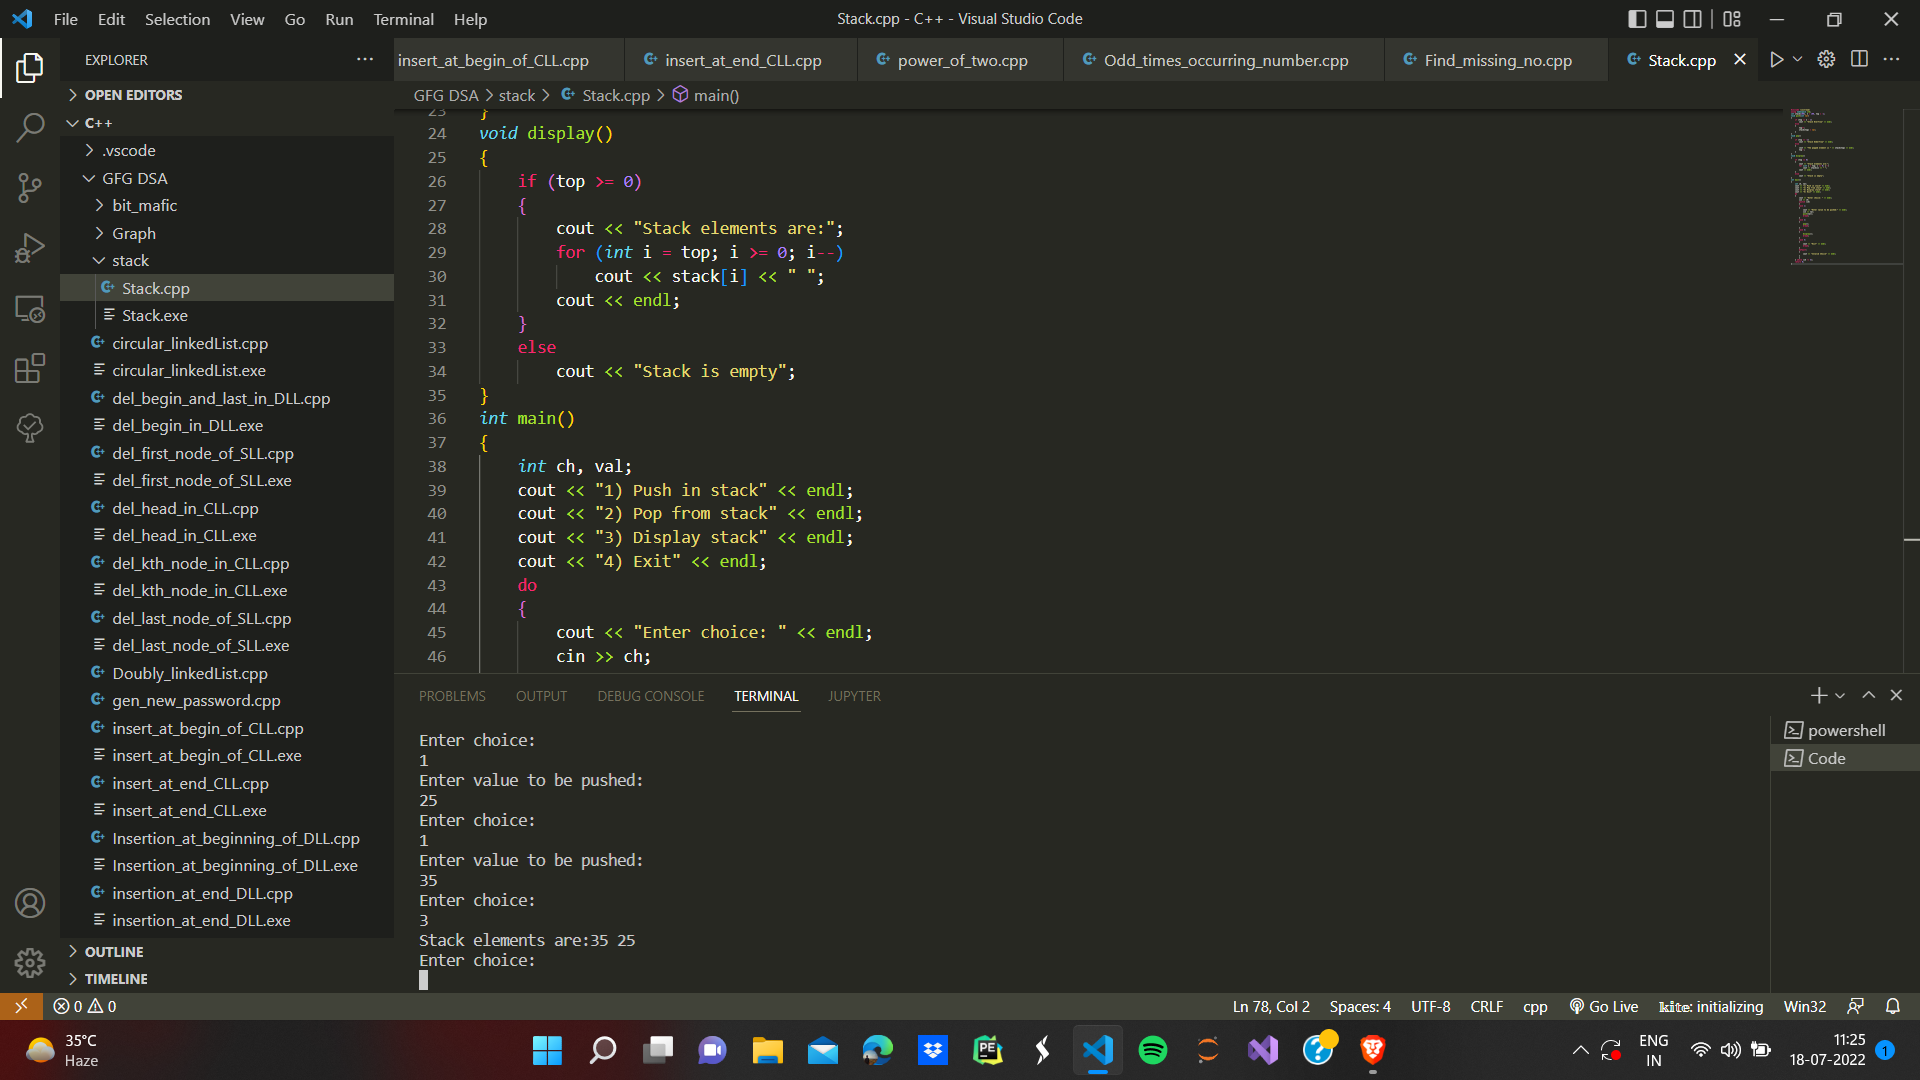 File Edit Selection View Go Run Terminal Help
Stack.cpp - C++ - Visual Studio Code
EXPLORER
OPEN EDITORS
C++
.vscode
GFG DSA
bit_mafic
Graph
stack
Stack.cpp
Stack.exe
circular_linkedList.cpp
circular_linkedList.exe
del_begin_and_last_in_DLL.cpp
del_begin_in_DLL.exe
del_first_node_of_SLL.cpp
del_first_node_of_SLL.exe
del_head_in_CLL.cpp
del_head_in_CLL.exe
del_kth_node_in_CLL.cpp
del_kth_node_in_CLL.exe
del_last_node_of_SLL.cpp
del_last_node_of_SLL.exe
Doubly_linkedList.cpp
gen_new_password.cpp
insert_at_begin_of_CLL.cpp
insert_at_begin_of_CLL.exe
insert_at_end_CLL.cpp
insert_at_end_CLL.exe
Insertion_at_beginning_of_DLL.cpp
Insertion_at_beginning_of_DLL.exe
insertion_at_end_DLL.cpp
insertion_at_end_DLL.exe
OUTLINE
TIMELINE
insert_at_begin_of_CLL.cpp insert_at_end_CLL.cpp power_of_two.cpp Odd_times_occurring_number.cpp Find_missing_no.cpp Stack.cpp
GFG DSA > stack > Stack.cpp > main()
23 }
24 void display()
25 {
26 if (top >= 0)
27 {
28 cout << "Stack elements are:";
29 for (int i = top; i >= 0; i--)
30 cout << stack[i] << " ";
31 cout << endl;
32 }
33 else
34 cout << "Stack is empty";
35 }
36 int main()
37 {
38 int ch, val;
39 cout << "1) Push in stack" << endl;
40 cout << "2) Pop from stack" << endl;
41 cout << "3) Display stack" << endl;
42 cout << "4) Exit" << endl;
43 do
44 {
45 cout << "Enter choice: " << endl;
46 cin >> ch;
PROBLEMS OUTPUT DEBUG CONSOLE TERMINAL JUPYTER
Enter choice:
1
Enter value to be pushed:
25
Enter choice:
1
Enter value to be pushed:
35
Enter choice:
3
Stack elements are:35 25
Enter choice:
powershell
Code
0 0
Ln 78, Col 2 Spaces: 4 UTF-8 CRLF cpp Go Live kite: initializing Win32
35°C
Haze
PE
ENG
IN
11:25
18-07-2022
1